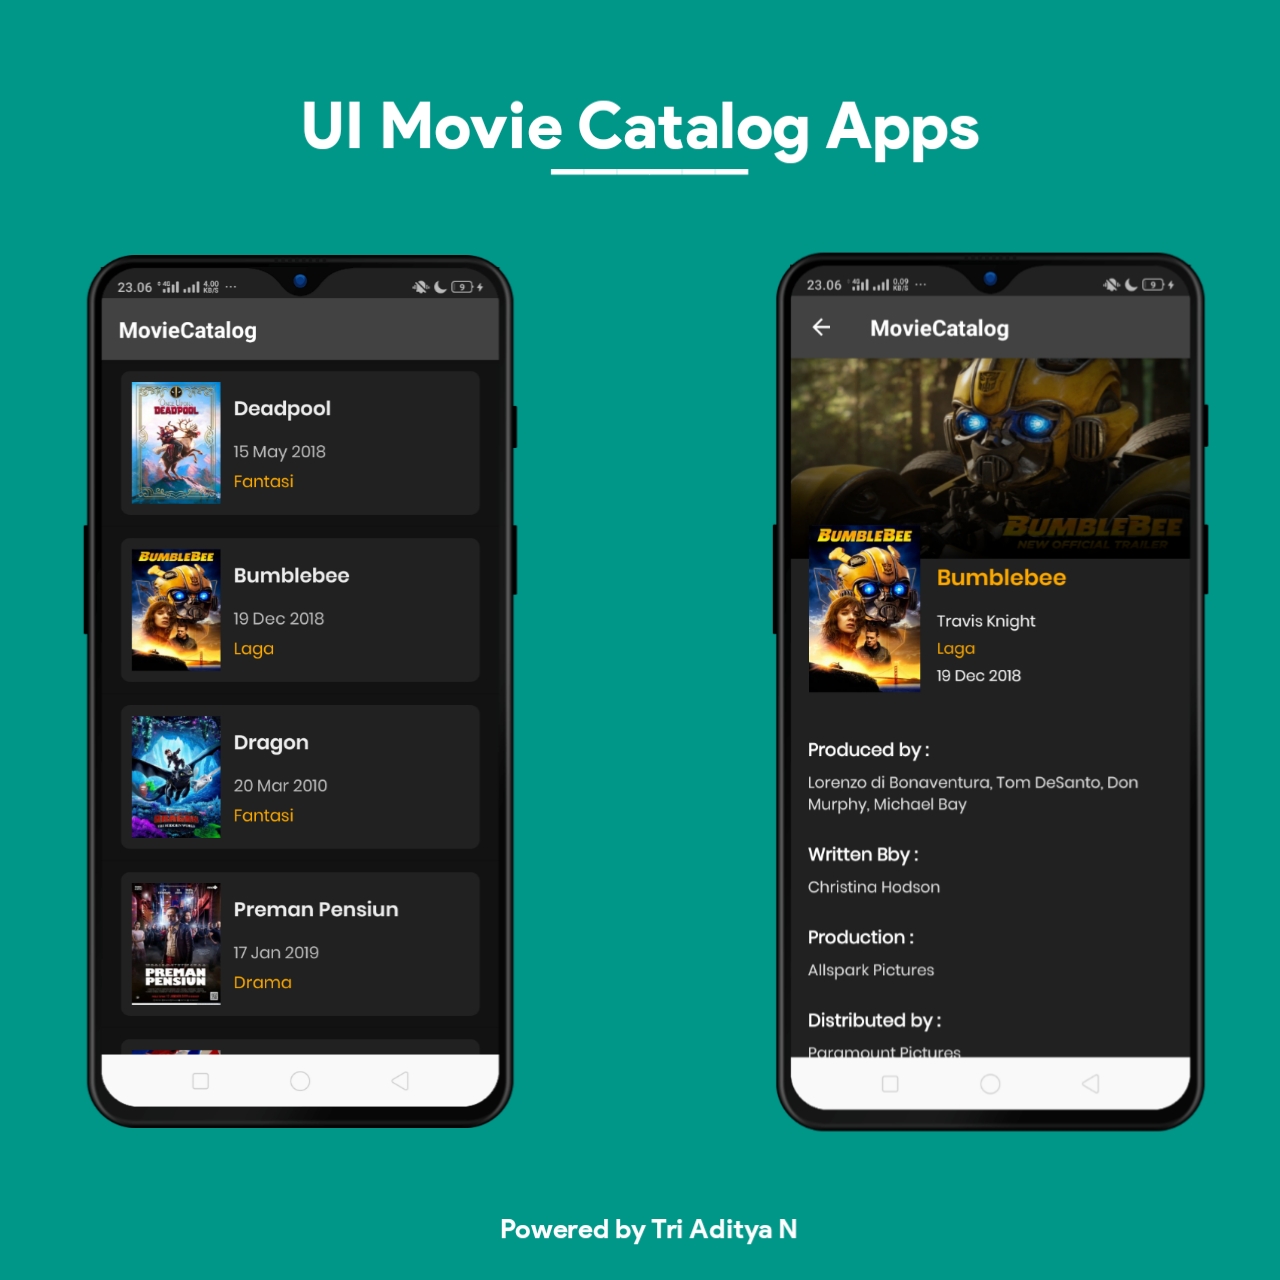 UI Movie Catalog Apps
23.06 4G 4.00 KB/S ... 9
MovieCatalog
DEADPOOL
Deadpool
15 May 2018
Fantasi
BUMBLEBEE
Bumblebee
19 Dec 2018
Laga
Dragon
20 Mar 2010
Fantasi
PREMAN
PENSIUN
Preman Pensiun
17 Jan 2019
Drama
23.06 4G 0.09 KB/S ... 9
MovieCatalog
BUMBLEBEE
NEW OFFICIAL TRAILER
BUMBLEBEE
Bumblebee
Travis Knight
Laga
19 Dec 2018
Produced by :
Lorenzo di Bonaventura, Tom DeSanto, Don
Murphy, Michael Bay
Written Bby :
Christina Hodson
Production :
Allspark Pictures
Distributed by :
Paramount Pictures
Powered by Tri Aditya N